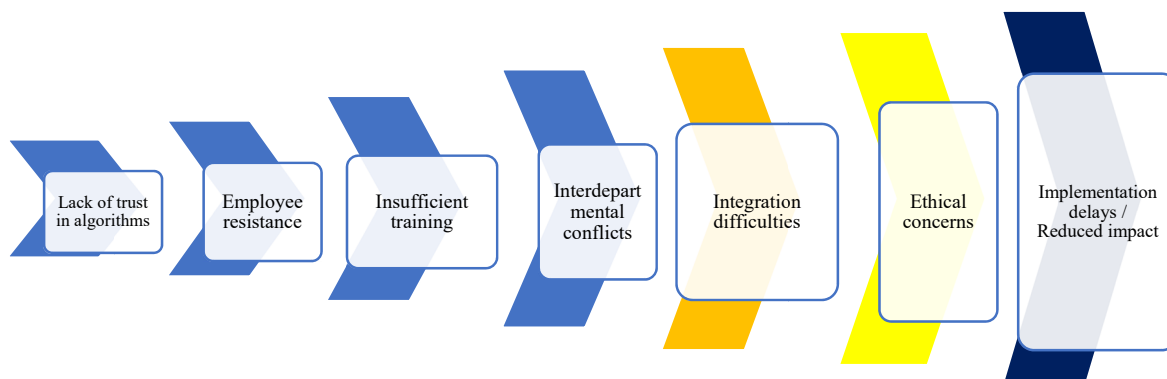 Lack of trust
in algorithms
Employee
resistance
Insufficient
training
Interdepart
mental
conflicts
Integration
difficulties
Ethical
concerns
Implementation
delays /
Reduced impact